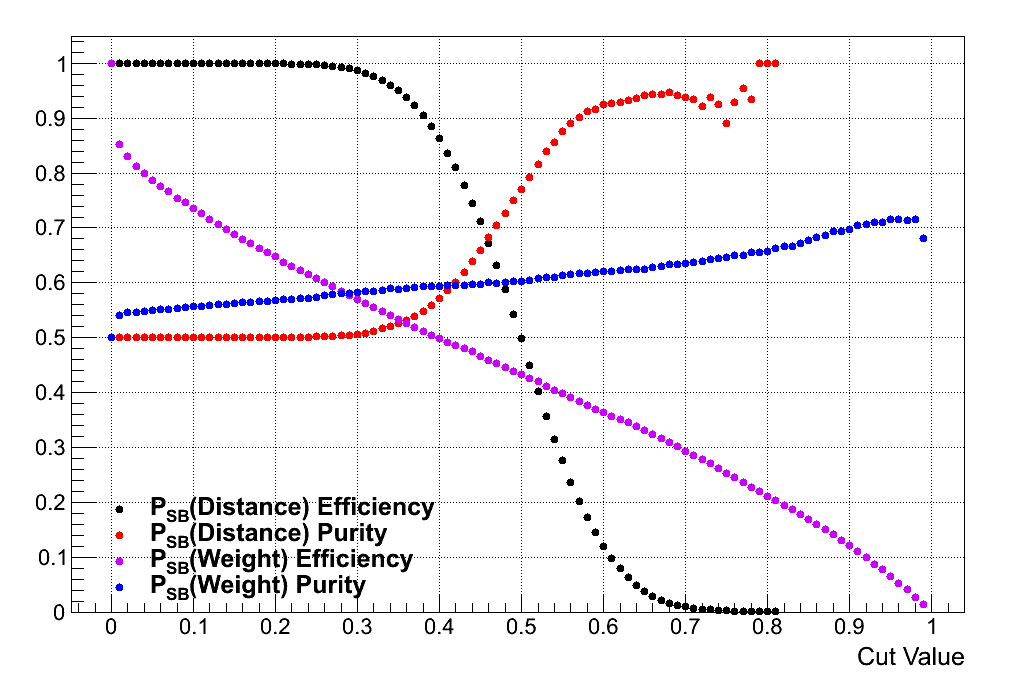 1
0.9
0.8
0.7
0.6
0.5
0.4
0.3
0.2
0.1
0
P_SB(Distance) Efficiency
P_SB(Distance) Purity
P_SB(Weight) Efficiency
P_SB(Weight) Purity
0 0.1 0.2 0.3 0.4 0.5 0.6 0.7 0.8 0.9 1
Cut Value